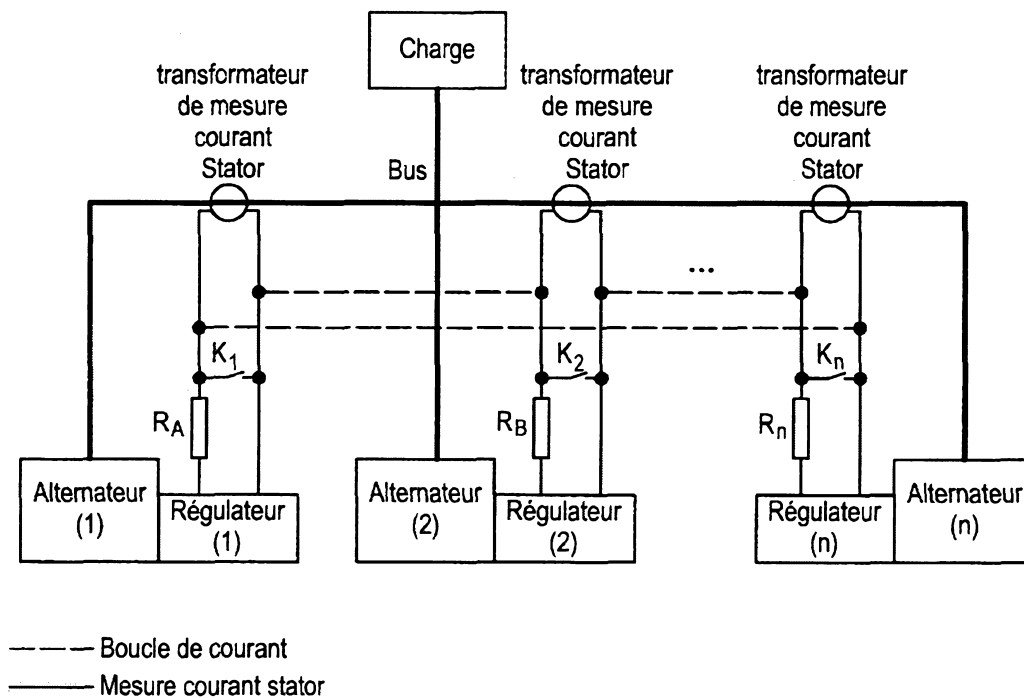 Charge
transformateur
de mesure
courant
Stator
transformateur
de mesure
courant
Stator
transformateur
de mesure
courant
Stator
Bus
...
K1
K2
Kn
RA
RB
Rn
Alternateur
(1)
Régulateur
(1)
Alternateur
(2)
Régulateur
(2)
Régulateur
(n)
Alternateur
(n)
Boucle de courant
Mesure courant stator